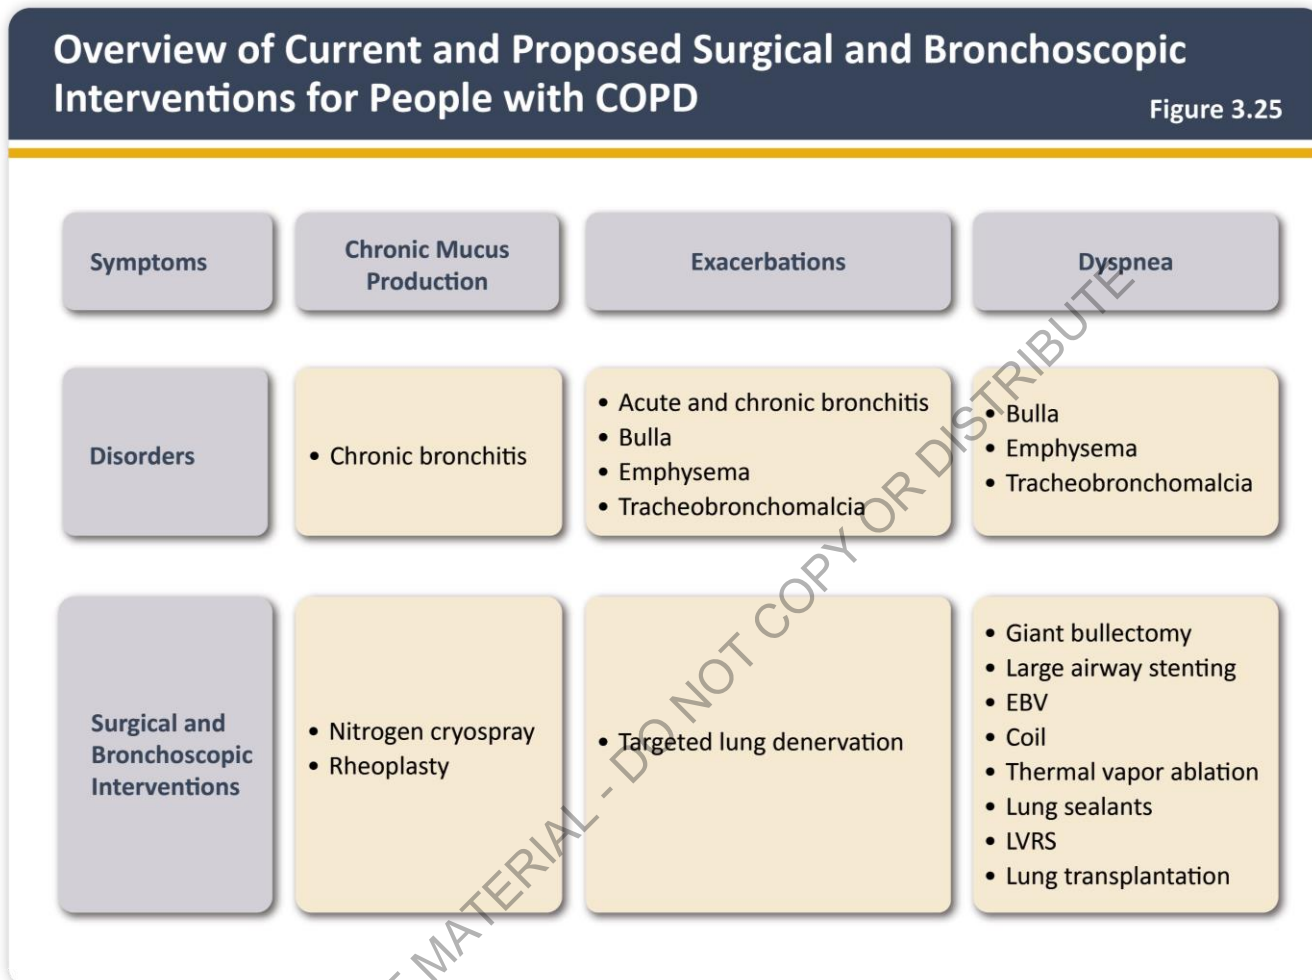 Overview of Current and Proposed Surgical and Bronchoscopic
Interventions for People with COPD
Figure 3.25
Symptoms
Chronic Mucus
Production
Exacerbations
Dyspnea
Disorders
• Chronic bronchitis
• Acute and chronic bronchitis
• Bulla
• Emphysema
• Tracheobronchomalcia
• Bulla
• Emphysema
• Tracheobronchomalcia
Surgical and
Bronchoscopic
Interventions
• Nitrogen cryospray
• Rheoplasty
• Targeted lung denervation
• Giant bullectomy
• Large airway stenting
• EBV
• Coil
• Thermal vapor ablation
• Lung sealants
• LVRS
• Lung transplantation
MATERIAL - DO NOT COPY OR DISTRIBUTE